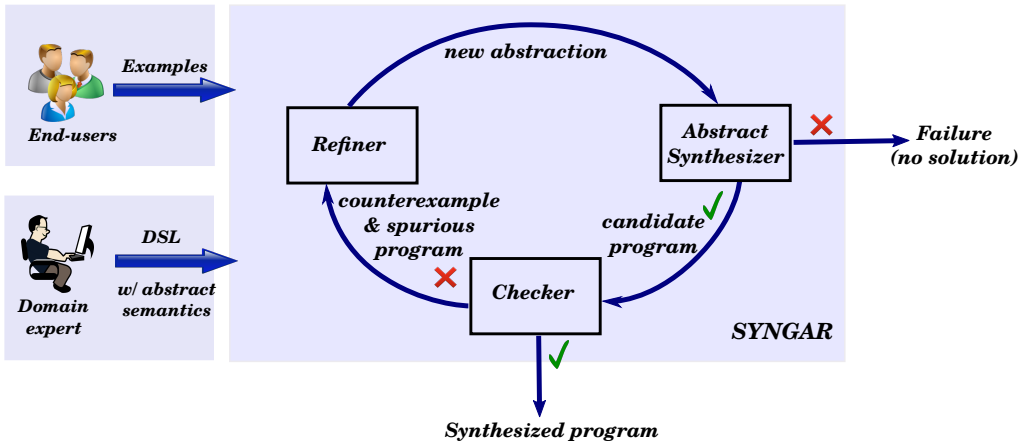 Examples
End-users
DSL
w/ abstract
semantics
Domain
expert
new abstraction
Refiner
Abstract
Synthesizer
Failure
(no solution)
counterexample
& spurious
program
candidate
program
Checker
SYNGAR
Synthesized program